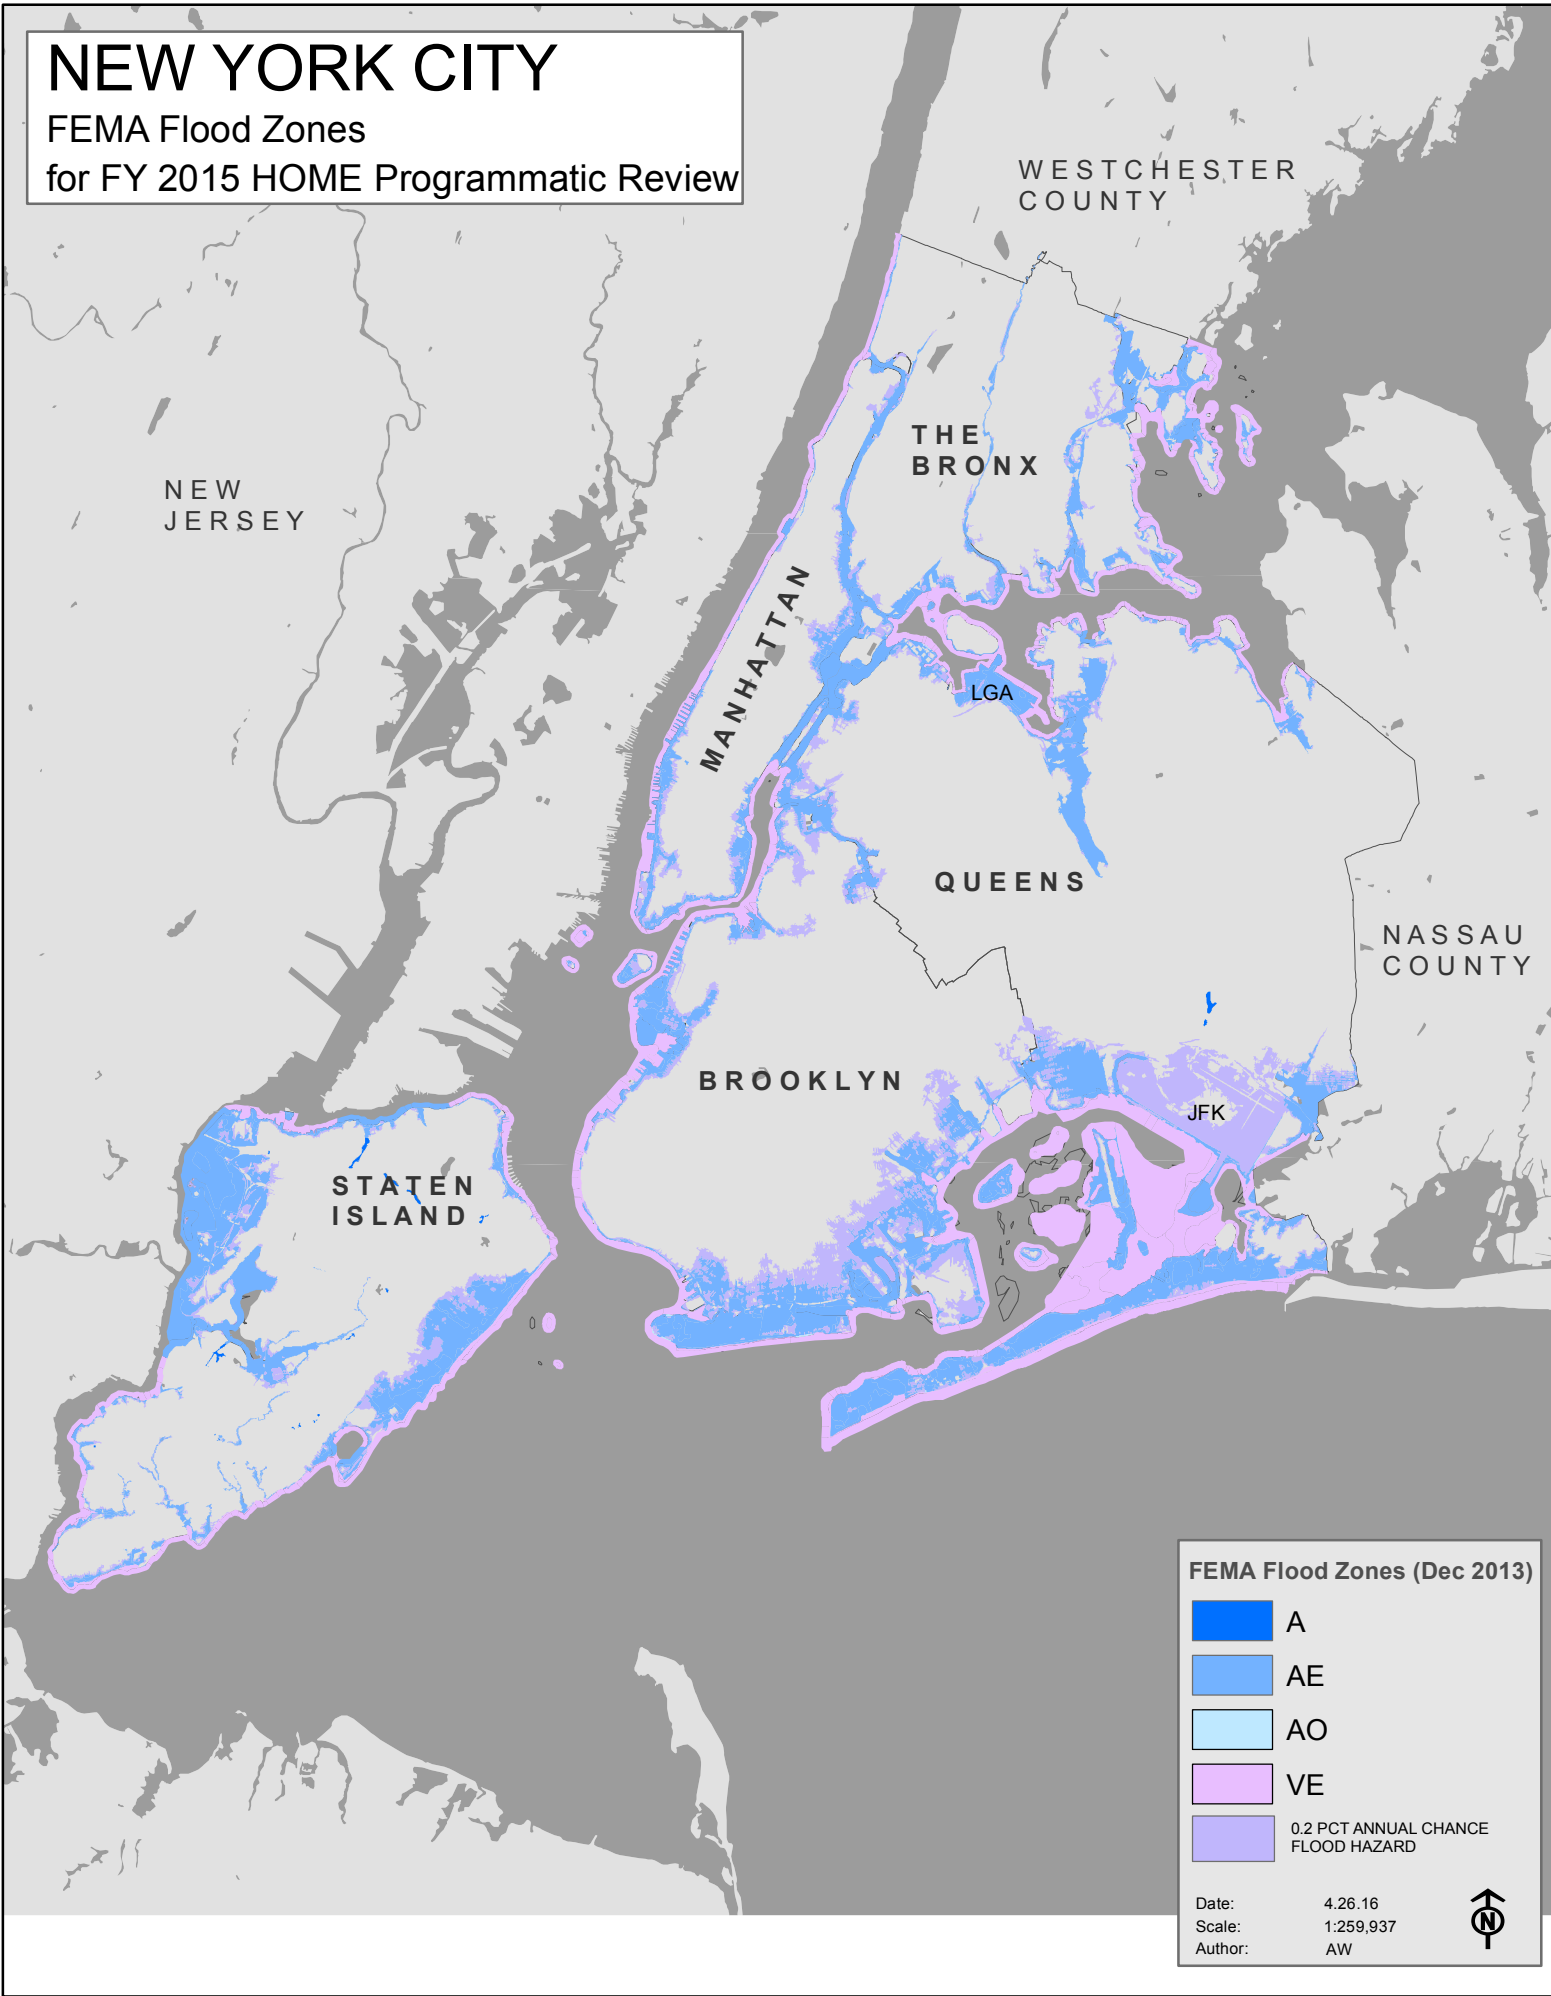 NEW YORK CITY
FEMA Flood Zones
for FY 2015 HOME Programmatic Review
WESTCHESTER
COUNTY
THE
BRONX
NEW
JERSEY
MANHATTAN
LGA
QUEENS
NASSAU
COUNTY
BROOKLYN
JFK
STATEN
ISLAND
FEMA Flood Zones (Dec 2013)
A
AE
AO
VE
0.2 PCT ANNUAL CHANCE
FLOOD HAZARD
Date: 4.26.16
Scale: 1:259,937
Author: AW
N